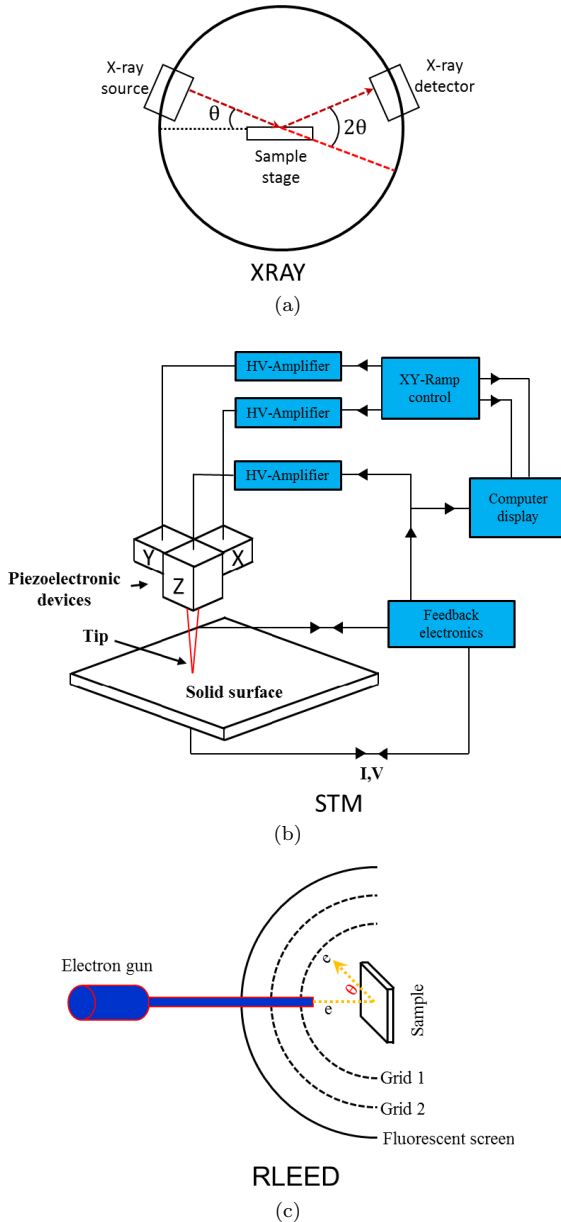 X-ray
source
X-ray
detector
θ
2θ
Sample
stage
XRAY
(a)
HV-Amplifier
XY-Ramp
control
HV-Amplifier
HV-Amplifier
Computer
display
Y
X
Z
Piezoelectronic
devices
Feedback
electronics
Tip
Solid surface
I,V
STM
(b)
Electron gun
e
θ
e
Sample
Grid 1
Grid 2
Fluorescent screen
RLEED
(c)